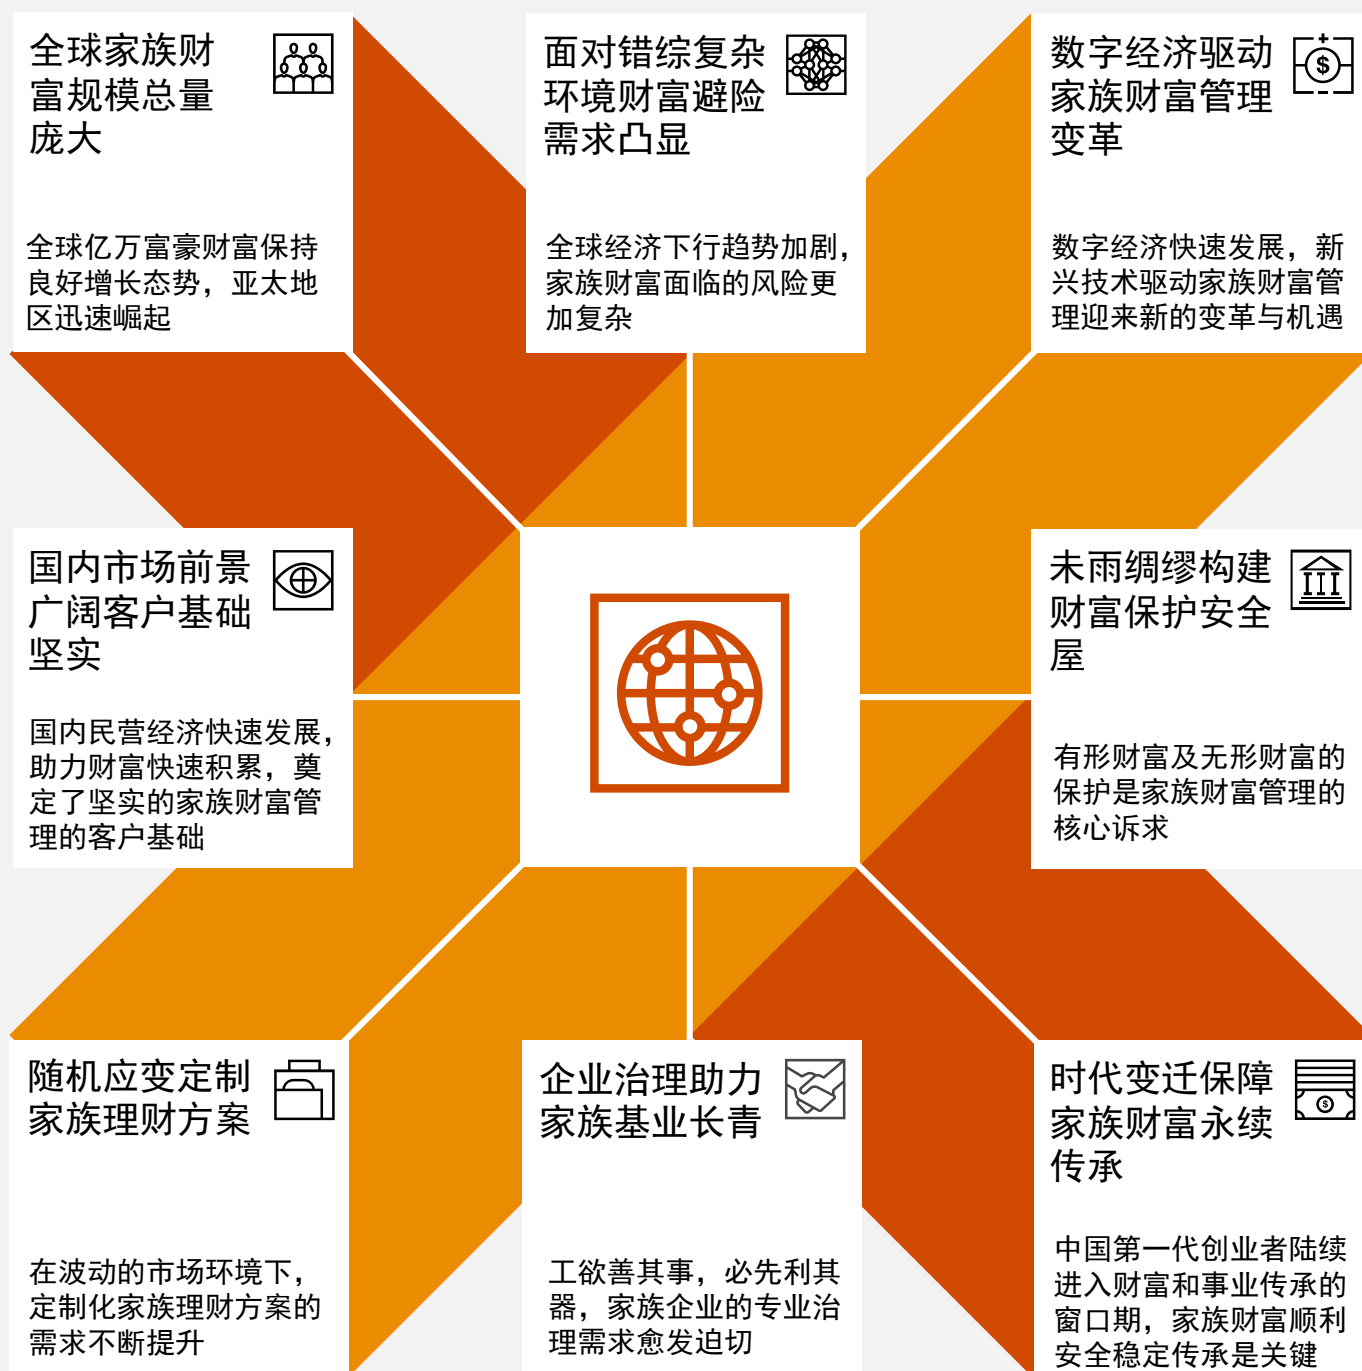 全球家族财
富规模总量
庞大
全球亿万富豪财富保持
良好增长态势，亚太地
区迅速崛起
面对错综复杂
环境财富避险
需求凸显
全球经济下行趋势加剧，
家族财富面临的风险更
加复杂
数字经济驱动
家族财富管理
变革
数字经济快速发展，新
兴技术驱动家族财富管
理迎来新的变革与机遇
国内市场前景
广阔客户基础
坚实
国内民营经济快速发展，
助力财富快速积累，奠
定了坚实的家族财富管
理的客户基础
未雨绸缪构建
财富保护安全
屋
有形财富及无形财富的
保护是家族财富管理的
核心诉求
随机应变定制
家族理财方案
在波动的市场环境下，
定制化家族理财方案的
需求不断提升
企业治理助力
家族基业长青
工欲善其事，必先利其
器，家族企业的专业治
理需求愈发迫切
时代变迁保障
家族财富永续
传承
中国第一代创业者陆续
进入财富和事业传承的
窗口期，家族财富顺利
安全稳定传承是关键